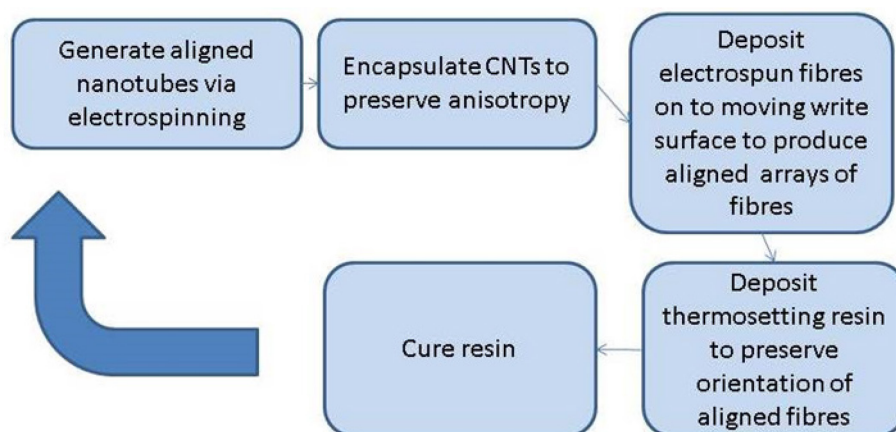 Generate aligned
nanotubes via
electrospinning
Encapsulate CNTs to
preserve anisotropy
Deposit
electrospun fibres
on to moving write
surface to produce
aligned arrays of
fibres
Deposit
thermosetting resin
to preserve
orientation of
aligned fibres
Cure resin